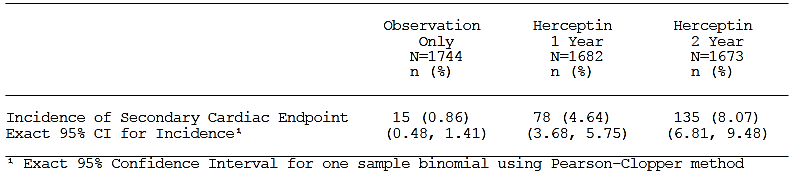 Observation Herceptin Herceptin
Only 1 Year 2 Year
N=1744 N=1682 N=1673
n (%) n (%) n (%)
Incidence of Secondary Cardiac Endpoint 15 (0.86) 78 (4.64) 135 (8.07)
Exact 95% CI for Incidence¹ (0.48, 1.41) (3.68, 5.75) (6.81, 9.48)
¹ Exact 95% Confidence Interval for one sample binomial using Pearson-Clopper method